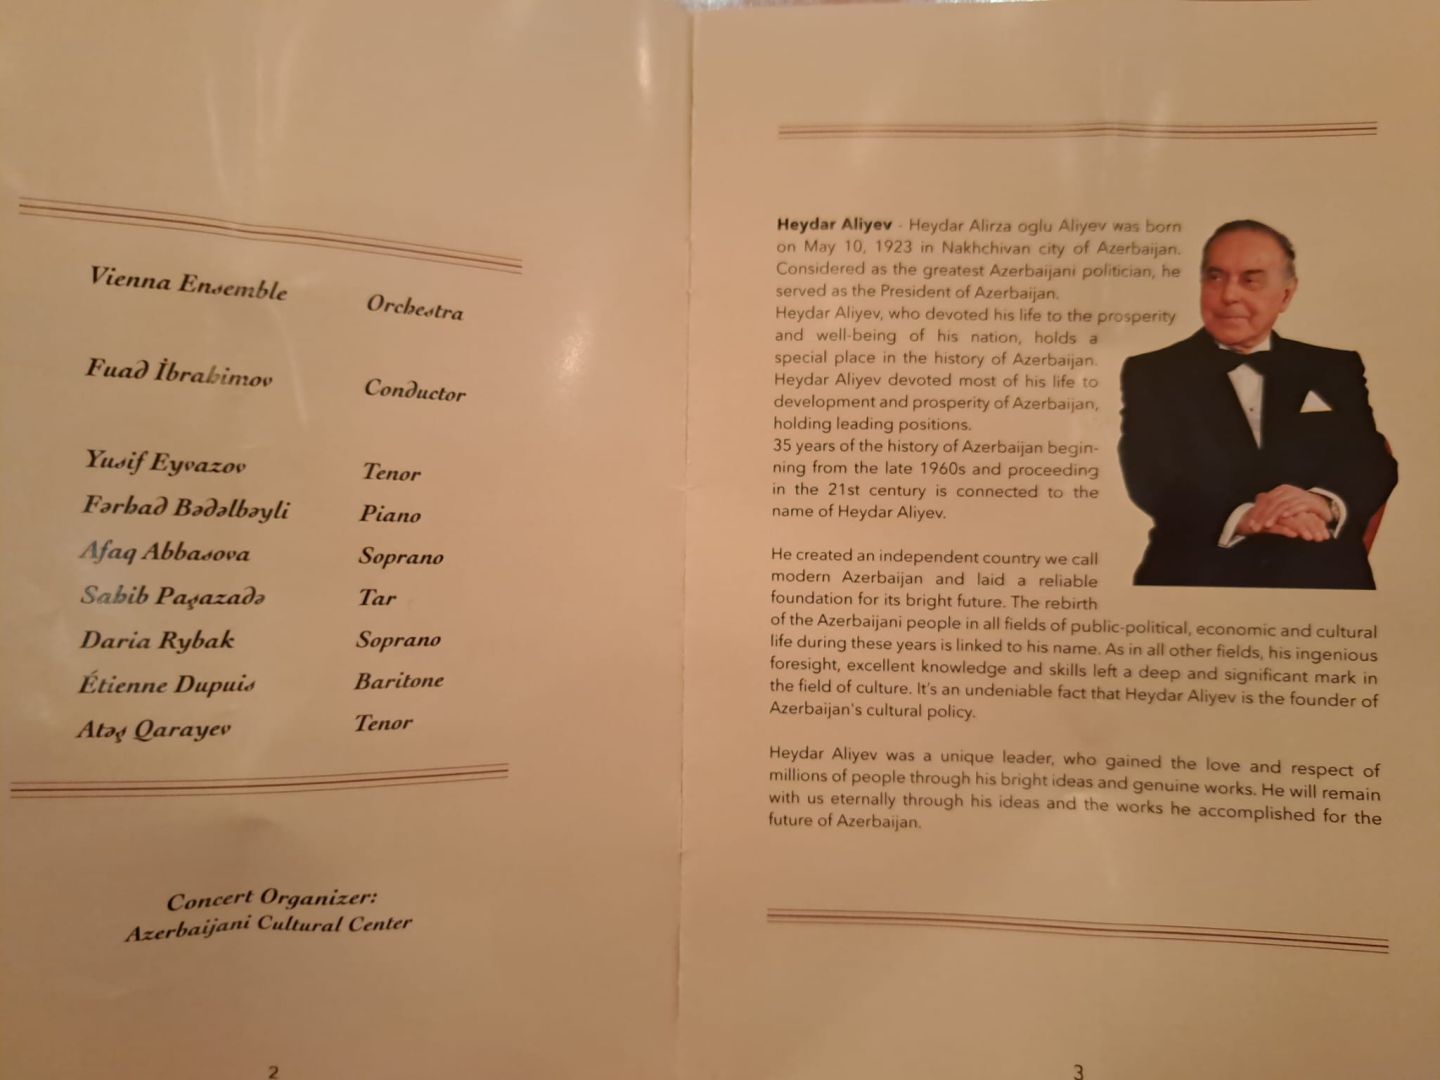 Vienna Ensemble Orchestra
Fuad İbrahimov Conductor
Yusif Eyvazov Tenor
Fərhad Bədəlbəyli Piano
Afaq Abbasova Soprano
Sahib Paşazadə Tar
Daria Rybak Soprano
Étienne Dupuis Baritone
Atəş Qarayev Tenor
Concert Organizer:
Azerbaijani Cultural Center
2
Heydar Aliyev - Heydar Alirza oglu Aliyev was born
on May 10, 1923 in Nakhchivan city of Azerbaijan.
Considered as the greatest Azerbaijani politician, he
served as the President of Azerbaijan.
Heydar Aliyev, who devoted his life to the prosperity
and well-being of his nation, holds a
special place in the history of Azerbaijan.
Heydar Aliyev devoted most of his life to
development and prosperity of Azerbaijan,
holding leading positions.
35 years of the history of Azerbaijan begin-
ning from the late 1960s and proceeding
in the 21st century is connected to the
name of Heydar Aliyev.
He created an independent country we call
modern Azerbaijan and laid a reliable
foundation for its bright future. The rebirth
of the Azerbaijani people in all fields of public-political, economic and cultural
life during these years is linked to his name. As in all other fields, his ingenious
foresight, excellent knowledge and skills left a deep and significant mark in
the field of culture. It's an undeniable fact that Heydar Aliyev is the founder of
Azerbaijan's cultural policy.
Heydar Aliyev was a unique leader, who gained the love and respect of
millions of people through his bright ideas and genuine works. He will remain
with us eternally through his ideas and the works he accomplished for the
future of Azerbaijan.
3